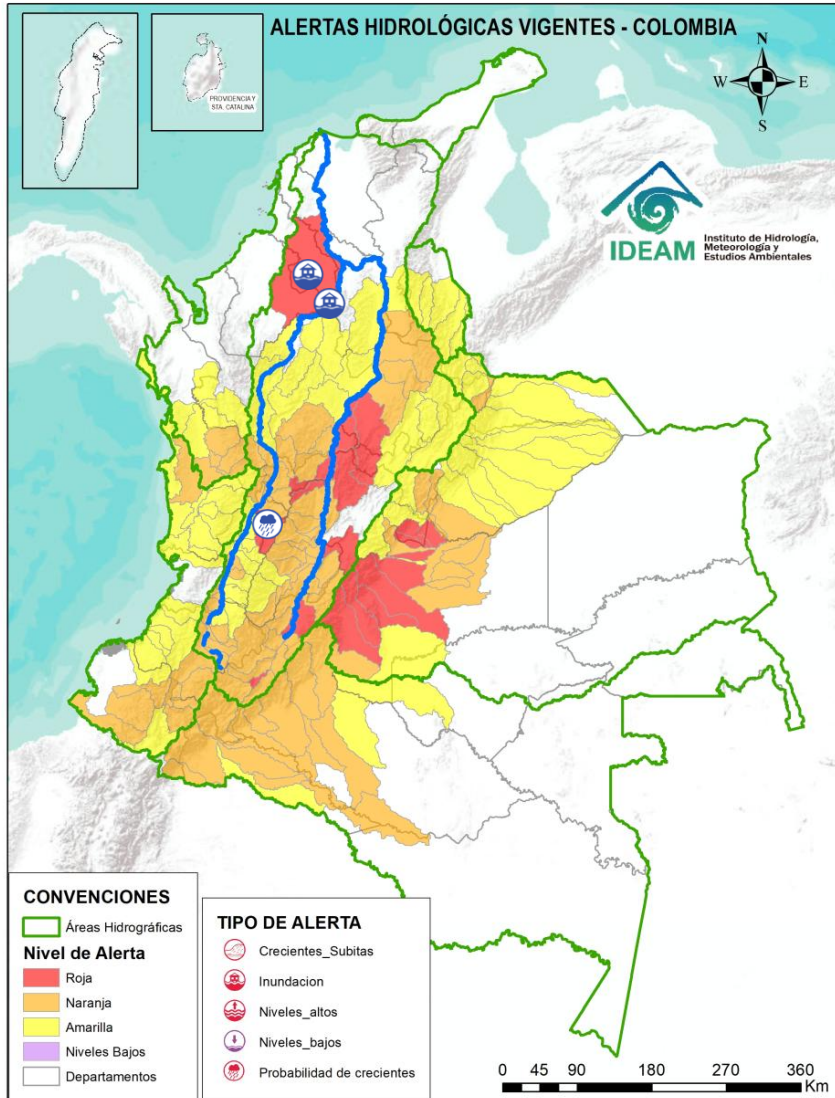 ALERTAS HIDROLÓGICAS VIGENTES - COLOMBIA
PROVIDENCIA Y
STA. CATALINA
N
W
E
S
IDEAM
Instituto de Hidrología,
Meteorología y
Estudios Ambientales
CONVENCIONES
Áreas Hidrográficas
Nivel de Alerta
Roja
Naranja
Amarilla
Niveles Bajos
Departamentos
TIPO DE ALERTA
Crecientes_Subitas
Inundacion
Niveles_altos
Niveles_bajos
Probabilidad de crecientes
0 45 90 180 270 360
Km